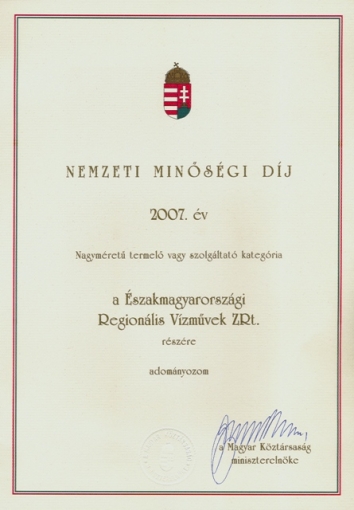 NEMZETI MINŐSÉGI DÍJ
2007. év
Nagyméretű termelő vagy szolgáltató kategória
a Északmagyarországi
Regionális Vízművek ZRt.
részére
adományozom
a Magyar Köztársaság
miniszterelnöke